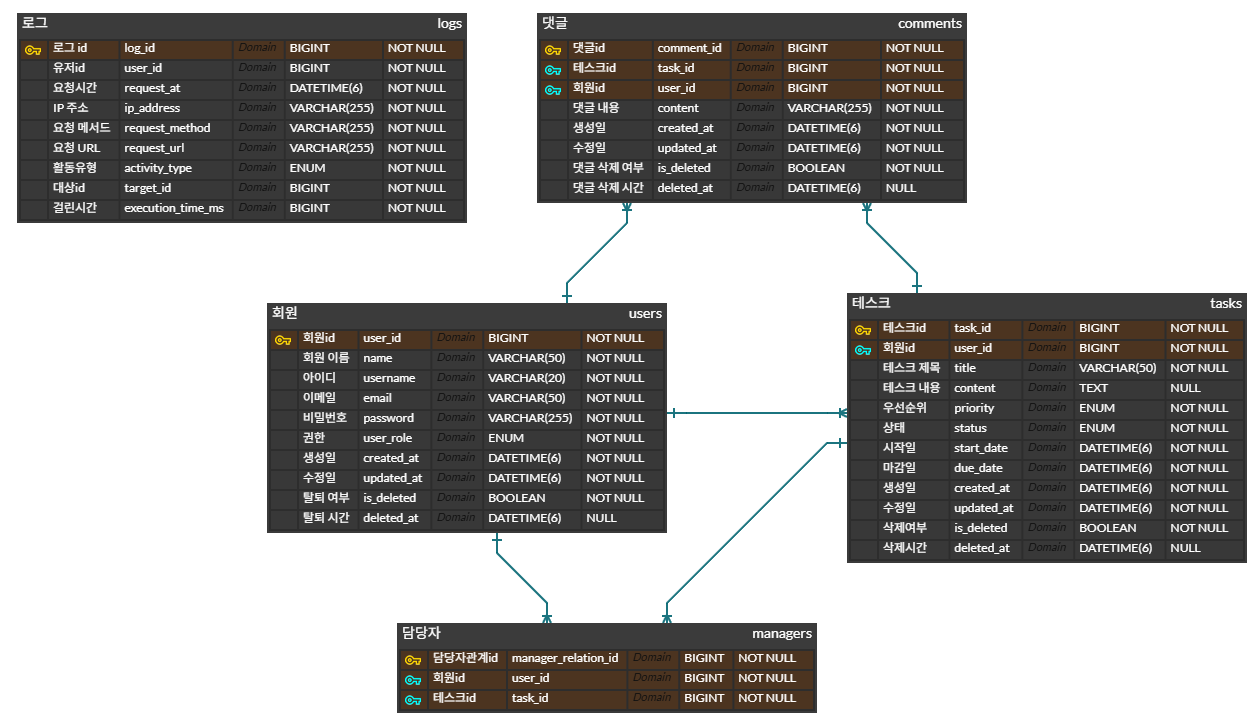 로그 logs
로그 id log_id Domain BIGINT NOT NULL
유저id user_id Domain BIGINT NOT NULL
요청시간 request_at Domain DATETIME(6) NOT NULL
IP 주소 ip_address Domain VARCHAR(255) NOT NULL
요청 메서드 request_method Domain VARCHAR(255) NOT NULL
요청 URL request_url Domain VARCHAR(255) NOT NULL
활동유형 activity_type Domain ENUM NOT NULL
대상id target_id Domain BIGINT NOT NULL
걸린시간 execution_time_ms Domain BIGINT NOT NULL
댓글 comments
댓글id comment_id Domain BIGINT NOT NULL
테스크id task_id Domain BIGINT NOT NULL
회원id user_id Domain BIGINT NOT NULL
댓글 내용 content Domain VARCHAR(255) NOT NULL
생성일 created_at Domain DATETIME(6) NOT NULL
수정일 updated_at Domain DATETIME(6) NOT NULL
댓글 삭제 여부 is_deleted Domain BOOLEAN NOT NULL
댓글 삭제 시간 deleted_at Domain DATETIME(6) NULL
회원 users
회원id user_id Domain BIGINT NOT NULL
회원 이름 name Domain VARCHAR(50) NOT NULL
아이디 username Domain VARCHAR(20) NOT NULL
이메일 email Domain VARCHAR(50) NOT NULL
비밀번호 password Domain VARCHAR(255) NOT NULL
권한 user_role Domain ENUM NOT NULL
생성일 created_at Domain DATETIME(6) NOT NULL
수정일 updated_at Domain DATETIME(6) NOT NULL
탈퇴 여부 is_deleted Domain BOOLEAN NOT NULL
탈퇴 시간 deleted_at Domain DATETIME(6) NULL
테스크 tasks
테스크id task_id Domain BIGINT NOT NULL
회원id user_id Domain BIGINT NOT NULL
테스크 제목 title Domain VARCHAR(50) NOT NULL
테스크 내용 content Domain TEXT NULL
우선순위 priority Domain ENUM NOT NULL
상태 status Domain ENUM NOT NULL
시작일 start_date Domain DATETIME(6) NOT NULL
마감일 due_date Domain DATETIME(6) NOT NULL
생성일 created_at Domain DATETIME(6) NOT NULL
수정일 updated_at Domain DATETIME(6) NOT NULL
삭제여부 is_deleted Domain BOOLEAN NOT NULL
삭제시간 deleted_at Domain DATETIME(6) NULL
담당자 managers
담당자관계id manager_relation_id Domain BIGINT NOT NULL
회원id user_id Domain BIGINT NOT NULL
테스크id task_id Domain BIGINT NOT NULL